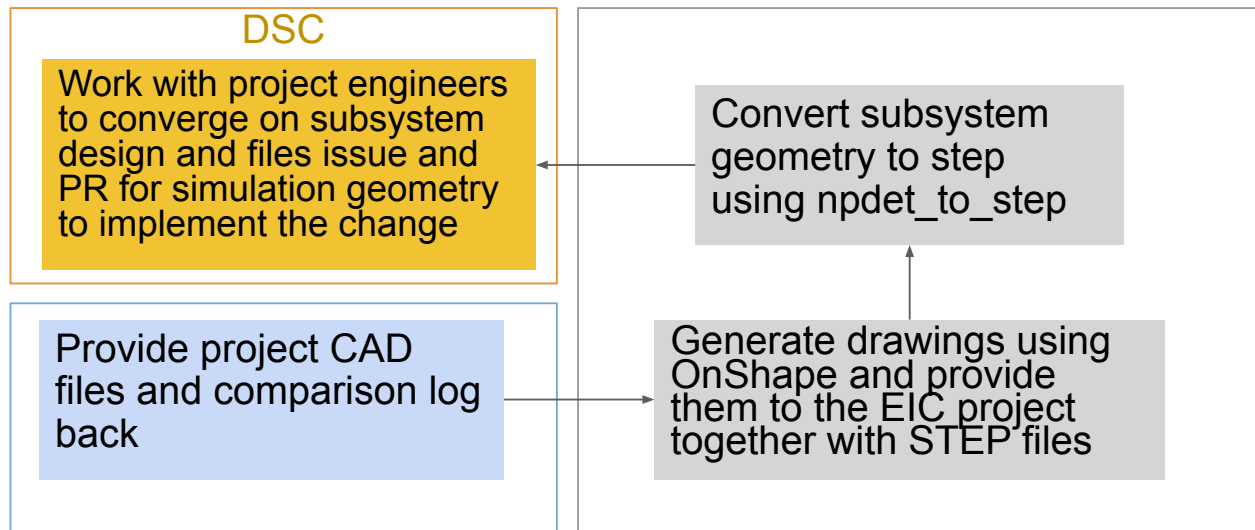 DSC
Work with project engineers
to converge on subsystem
design and files issue and
PR for simulation geometry
to implement the change
Convert subsystem
geometry to step
using npdet_to_step
Provide project CAD
files and comparison log
back
Generate drawings using
OnShape and provide
them to the EIC project
together with STEP files